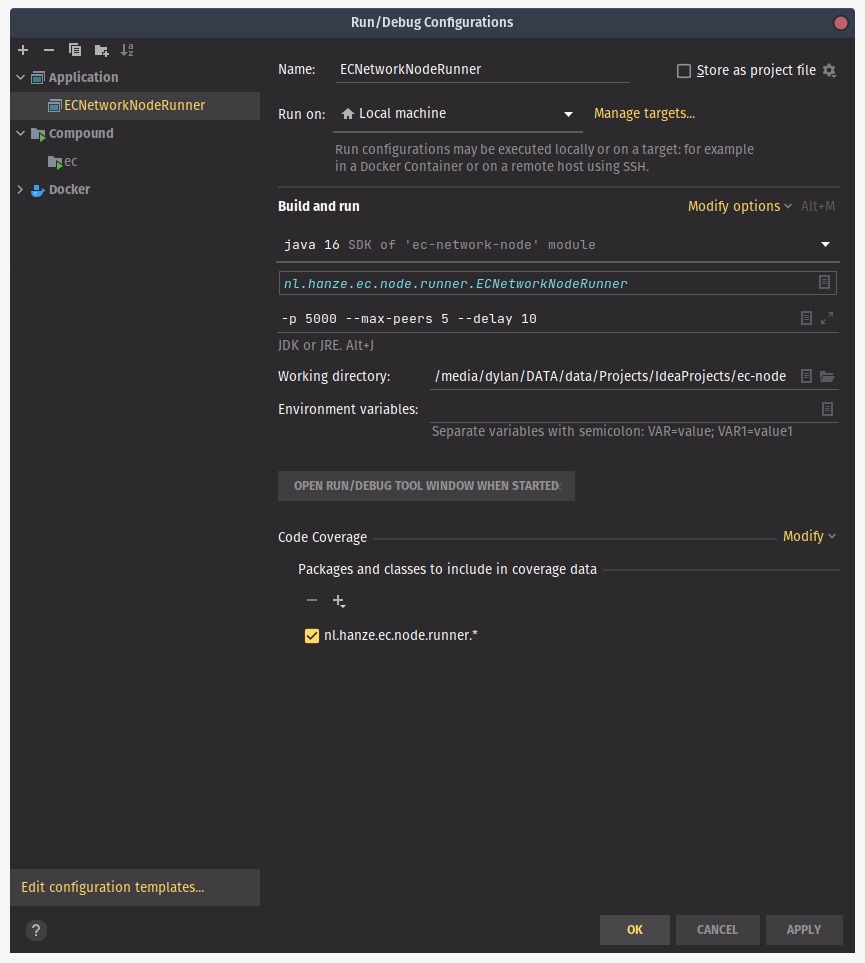 Run/Debug Configurations
Application
ECNetworkNodeRunner
Compound
ec
Docker
Edit configuration templates...
?
Name: ECNetworkNodeRunner Store as project file
Run on: Local machine Manage targets...
Run configurations may be executed locally or on a target: for example
in a Docker Container or on a remote host using SSH.
Build and run Modify options Alt+M
java 16 SDK of 'ec-network-node' module
nl.hanze.ec.node.runner.ECNetworkNodeRunner
-p 5000 --max-peers 5 --delay 10
JDK or JRE. Alt+J
Working directory: /media/dylan/DATA/data/Projects/IdeaProjects/ec-node
Environment variables:
Separate variables with semicolon: VAR=value; VAR1=value1
OPEN RUN/DEBUG TOOL WINDOW WHEN STARTED
Code Coverage Modify
Packages and classes to include in coverage data
nl.hanze.ec.node.runner.*
OK CANCEL APPLY